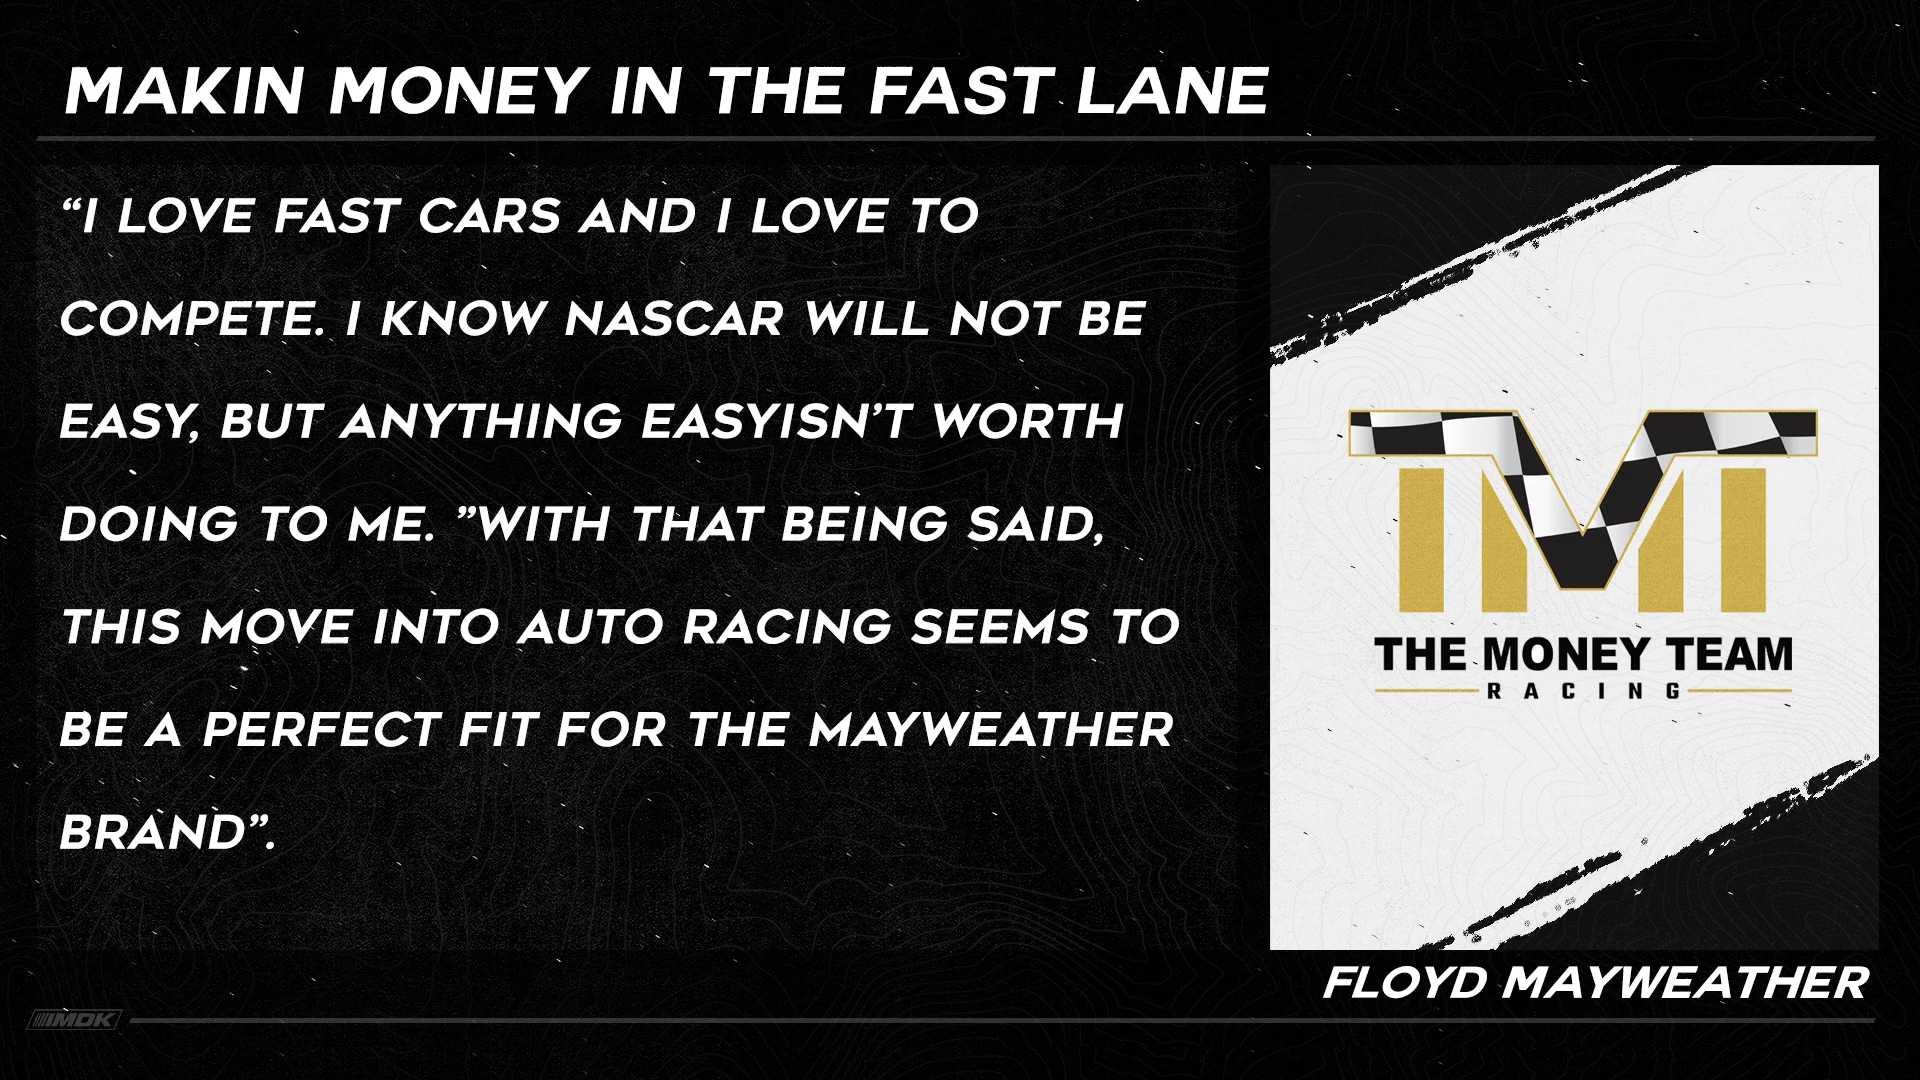 MAKIN MONEY IN THE FAST LANE
“I LOVE FAST CARS AND I LOVE TO
COMPETE. I KNOW NASCAR WILL NOT BE
EASY, BUT ANYTHING EASYISN’T WORTH
DOING TO ME. ”WITH THAT BEING SAID,
THIS MOVE INTO AUTO RACING SEEMS TO
BE A PERFECT FIT FOR THE MAYWEATHER
BRAND”.
TMT
THE MONEY TEAM
RACING
FLOYD MAYWEATHER
MDK